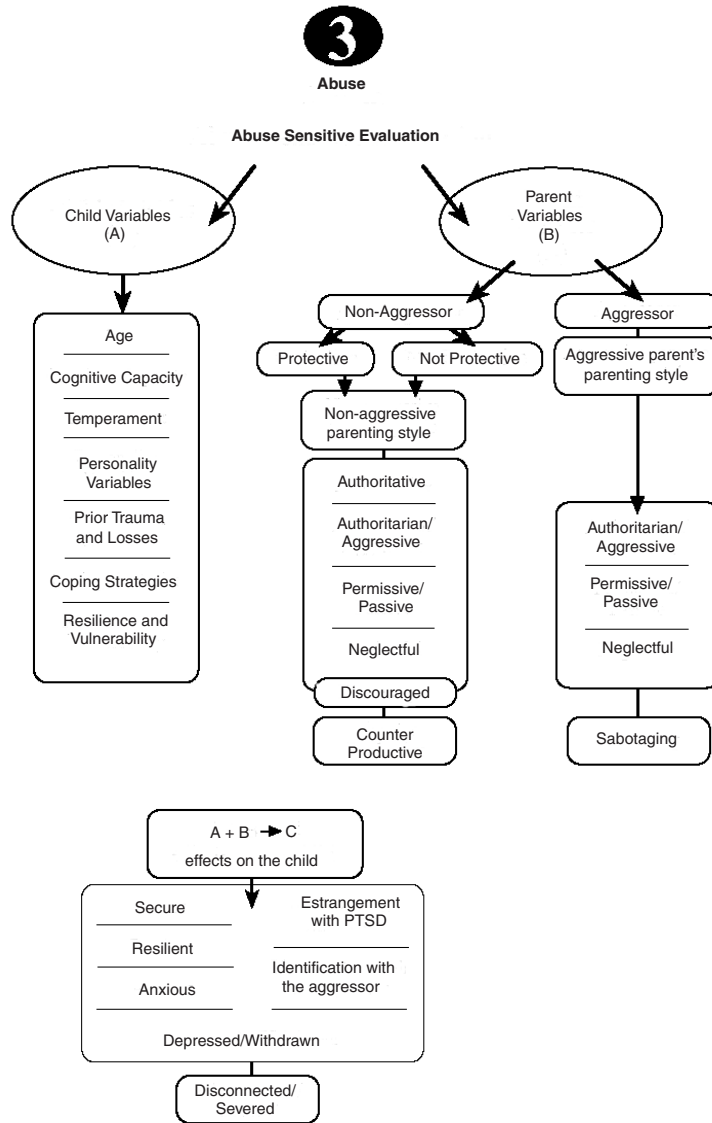 3
Abuse
Abuse Sensitive Evaluation
Child Variables
(A)
Parent
Variables
(B)
Age
Cognitive Capacity
Temperament
Personality
Variables
Prior Trauma
and Losses
Coping Strategies
Resilience and
Vulnerability
Non-Aggressor
Protective
Not Protective
Non-aggressive
parenting style
Authoritative
Authoritarian/
Aggressive
Permissive/
Passive
Neglectful
Discouraged
Counter
Productive
Aggressor
Aggressive parent's
parenting style
Authoritarian/
Aggressive
Permissive/
Passive
Neglectful
Sabotaging
A + B → C
effects on the child
Secure
Resilient
Anxious
Estrangement
with PTSD
Identification with
the aggressor
Depressed/Withdrawn
Disconnected/
Severed